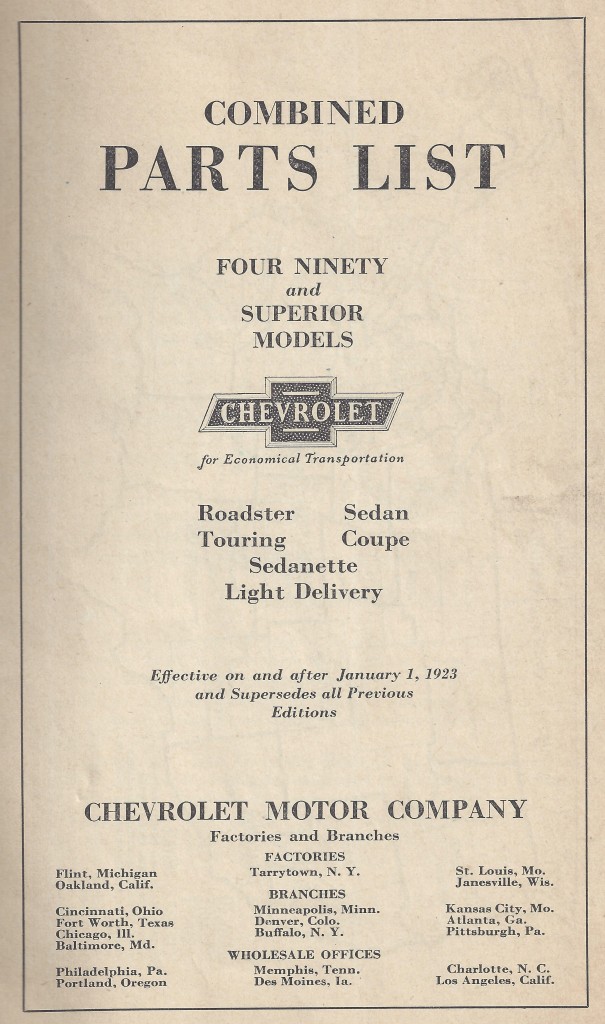 COMBINED
PARTS LIST
FOUR NINETY
and
SUPERIOR
MODELS
CHEVROLET
for Economical Transportation
Roadster Sedan
Touring Coupe
Sedanette
Light Delivery
Effective on and after January 1, 1923
and Supersedes all Previous
Editions
CHEVROLET MOTOR COMPANY
Factories and Branches
FACTORIES
Flint, Michigan Tarrytown, N. Y. St. Louis, Mo.
Oakland, Calif. Janesville, Wis.
BRANCHES
Cincinnati, Ohio Minneapolis, Minn. Kansas City, Mo.
Fort Worth, Texas Denver, Colo. Atlanta, Ga.
Chicago, Ill. Buffalo, N. Y. Pittsburgh, Pa.
Baltimore, Md.
WHOLESALE OFFICES
Philadelphia, Pa. Memphis, Tenn. Charlotte, N. C.
Portland, Oregon Des Moines, Ia. Los Angeles, Calif.